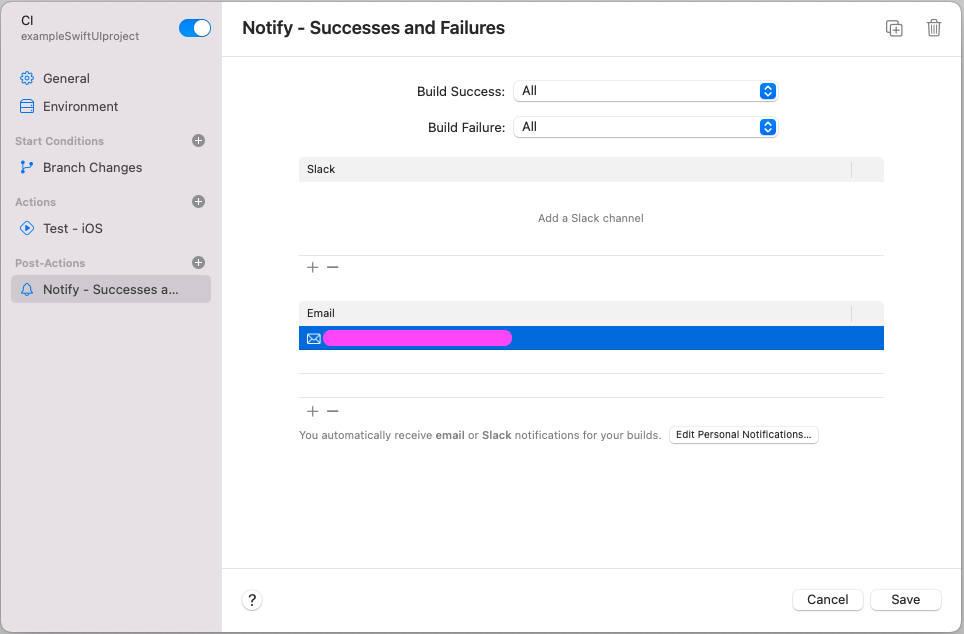 CI
exampleSwiftUIproject
General
Environment
Start Conditions
Branch Changes
Actions
Test - iOS
Post-Actions
Notify - Successes a...
Notify - Successes and Failures
Build Success: All
Build Failure: All
Slack
Add a Slack channel
Email
You automatically receive email or Slack notifications for your builds. Edit Personal Notifications...
?
Cancel Save